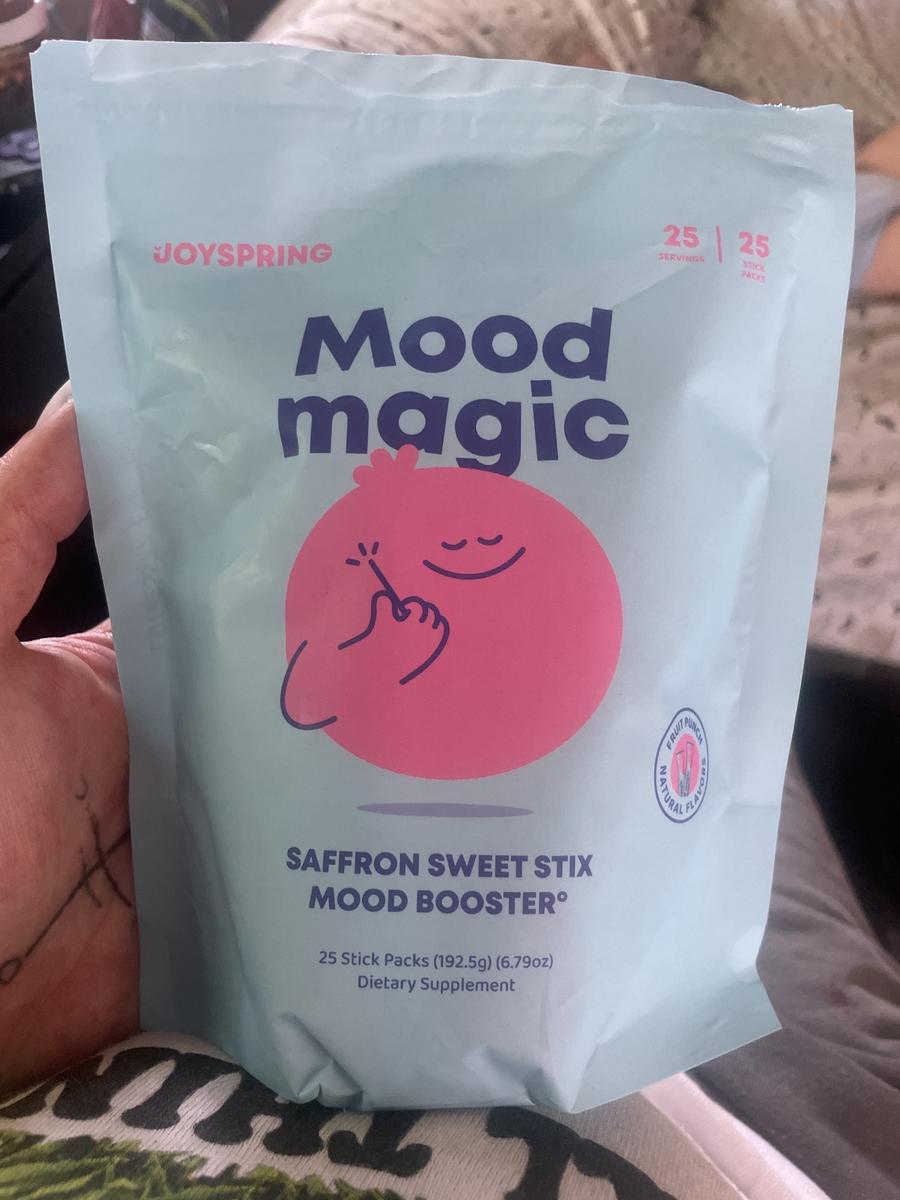 JOYSPRING
25 | 25
SERVINGS STICK
PACKS
Mood
magic
FRUIT PUNCH
NATURAL FLAVORS
SAFFRON SWEET STIX
MOOD BOOSTER°
25 Stick Packs (192.5g) (6.79oz)
Dietary Supplement